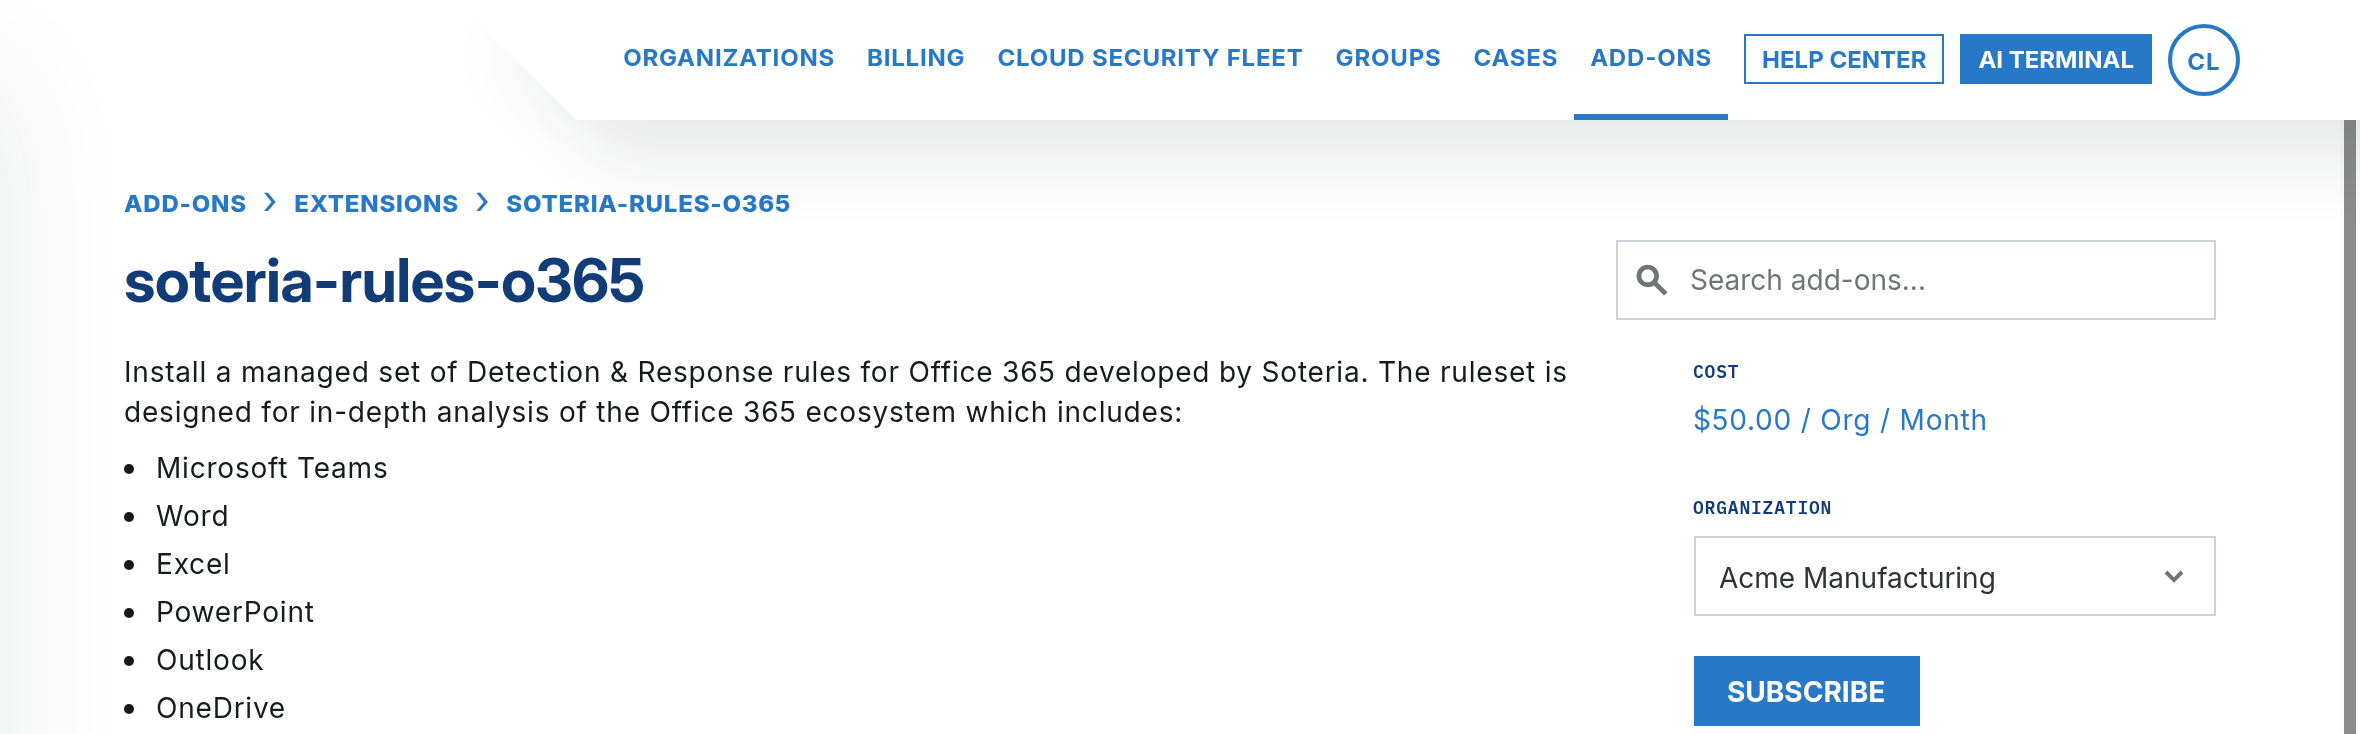 ORGANIZATIONS BILLING CLOUD SECURITY FLEET GROUPS CASES ADD-ONS HELP CENTER AI TERMINAL CL
ADD-ONS > EXTENSIONS > SOTERIA-RULES-O365
soteria-rules-o365
Search add-ons...
Install a managed set of Detection & Response rules for Office 365 developed by Soteria. The ruleset is
designed for in-depth analysis of the Office 365 ecosystem which includes:
• Microsoft Teams
• Word
• Excel
• PowerPoint
• Outlook
• OneDrive
COST
$50.00 / Org / Month
ORGANIZATION
Acme Manufacturing
SUBSCRIBE